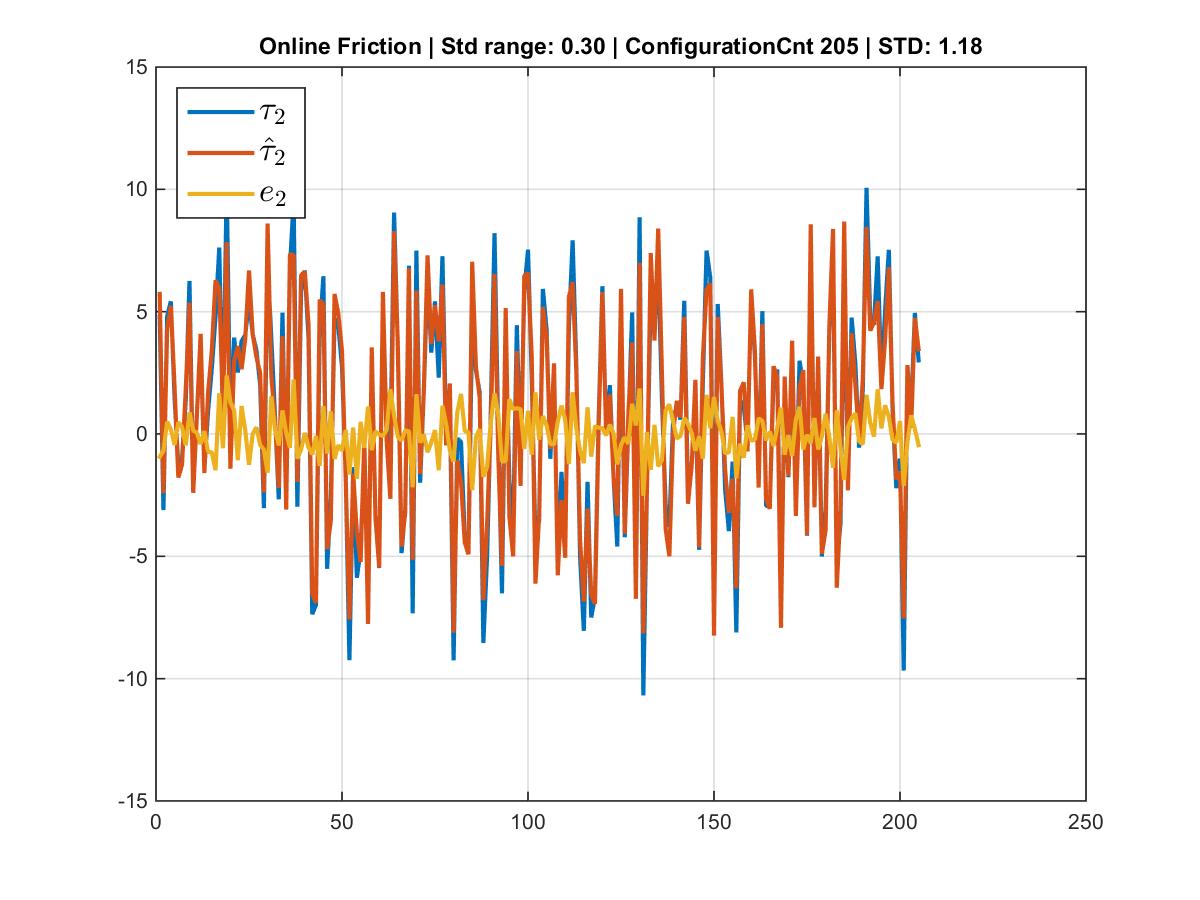 Online Friction | Std range: 0.30 | ConfigurationCnt 205 | STD: 1.18
15
10
5
0
-5
-10
-15
τ₂
τ̂₂
e₂
0 50 100 150 200 250